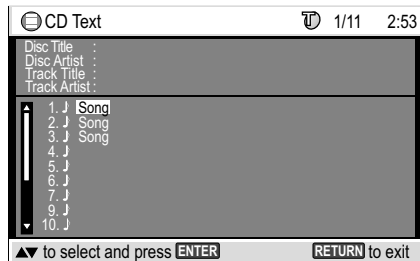 CD Text T 1/11 2:53
Disc Title :
Disc Artist :
Track Title :
Track Artist :
1. ♪ Song
2. ♪ Song
3. ♪ Song
4. ♪
5. ♪
6. ♪
7. ♪
9. ♪
10. ♪
▲▼ to select and press ENTER RETURN to exit